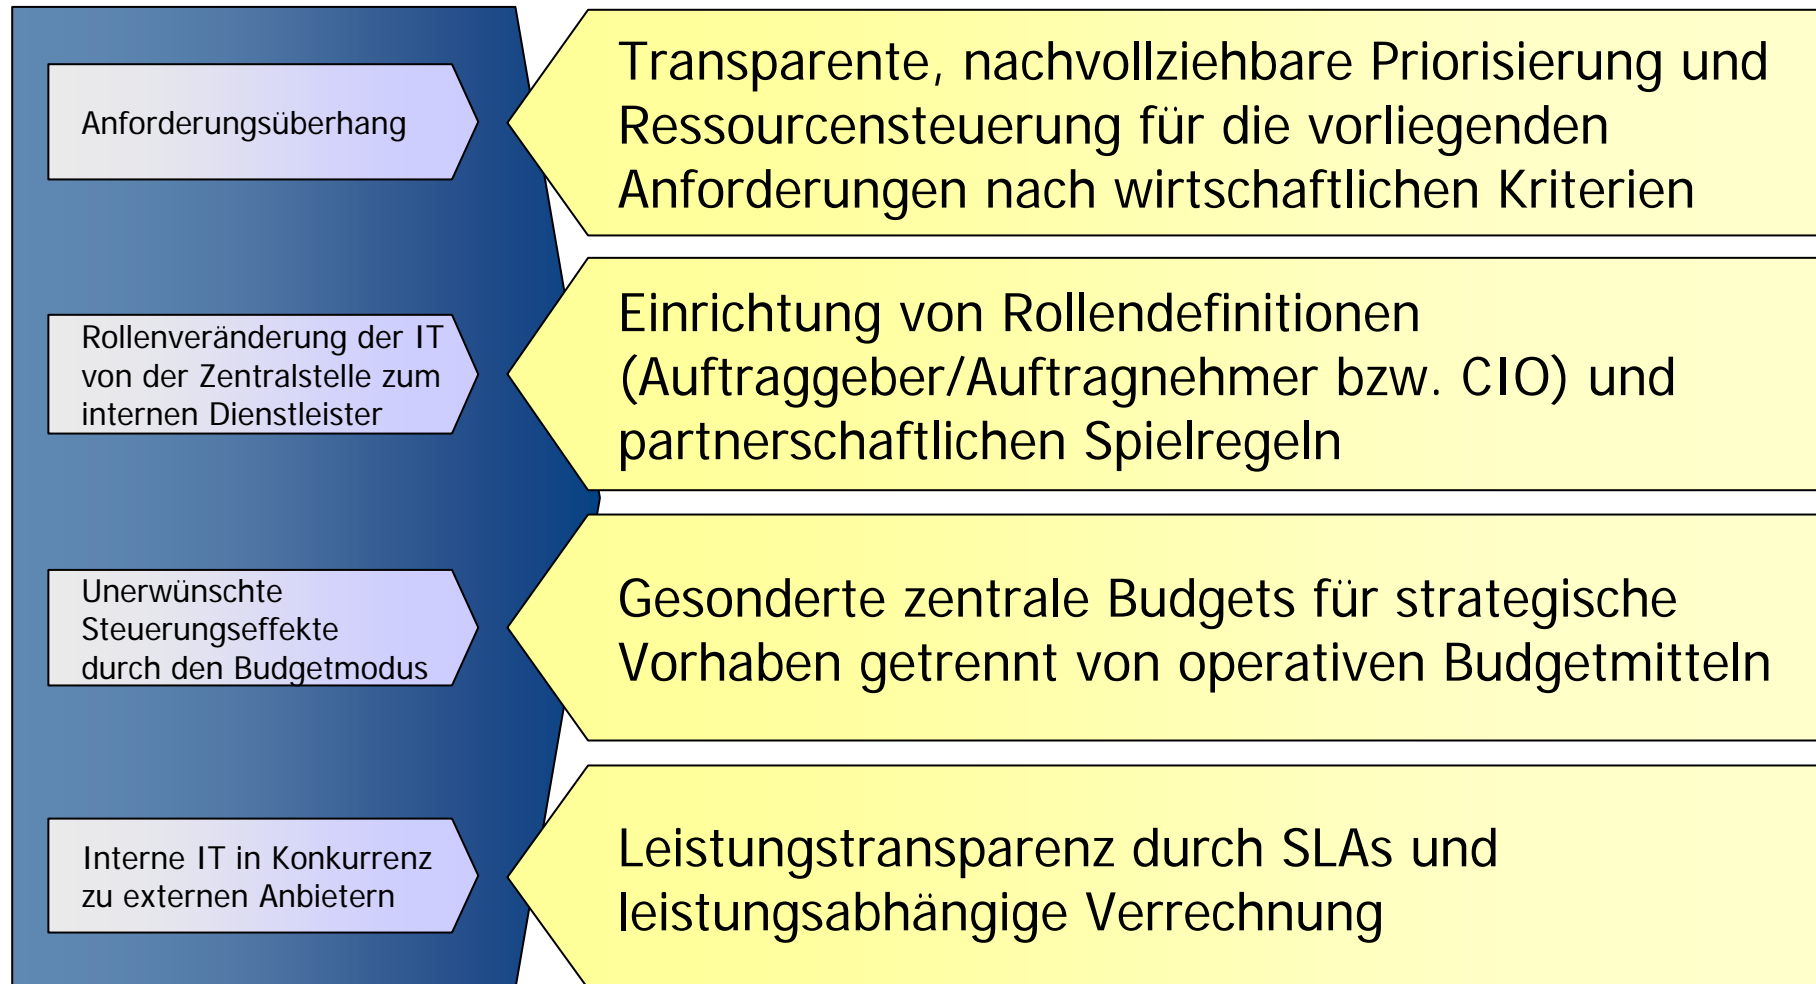 Anforderungsüberhang
Transparente, nachvollziehbare Priorisierung und
Ressourcensteuerung für die vorliegenden
Anforderungen nach wirtschaftlichen Kriterien
Rollenveränderung der IT
von der Zentralstelle zum
internen Dienstleister
Einrichtung von Rollendefinitionen
(Auftraggeber/Auftragnehmer bzw. CIO) und
partnerschaftlichen Spielregeln
Unerwünschte
Steuerungseffekte
durch den Budgetmodus
Gesonderte zentrale Budgets für strategische
Vorhaben getrennt von operativen Budgetmitteln
Interne IT in Konkurrenz
zu externen Anbietern
Leistungstransparenz durch SLAs und
leistungsabhängige Verrechnung